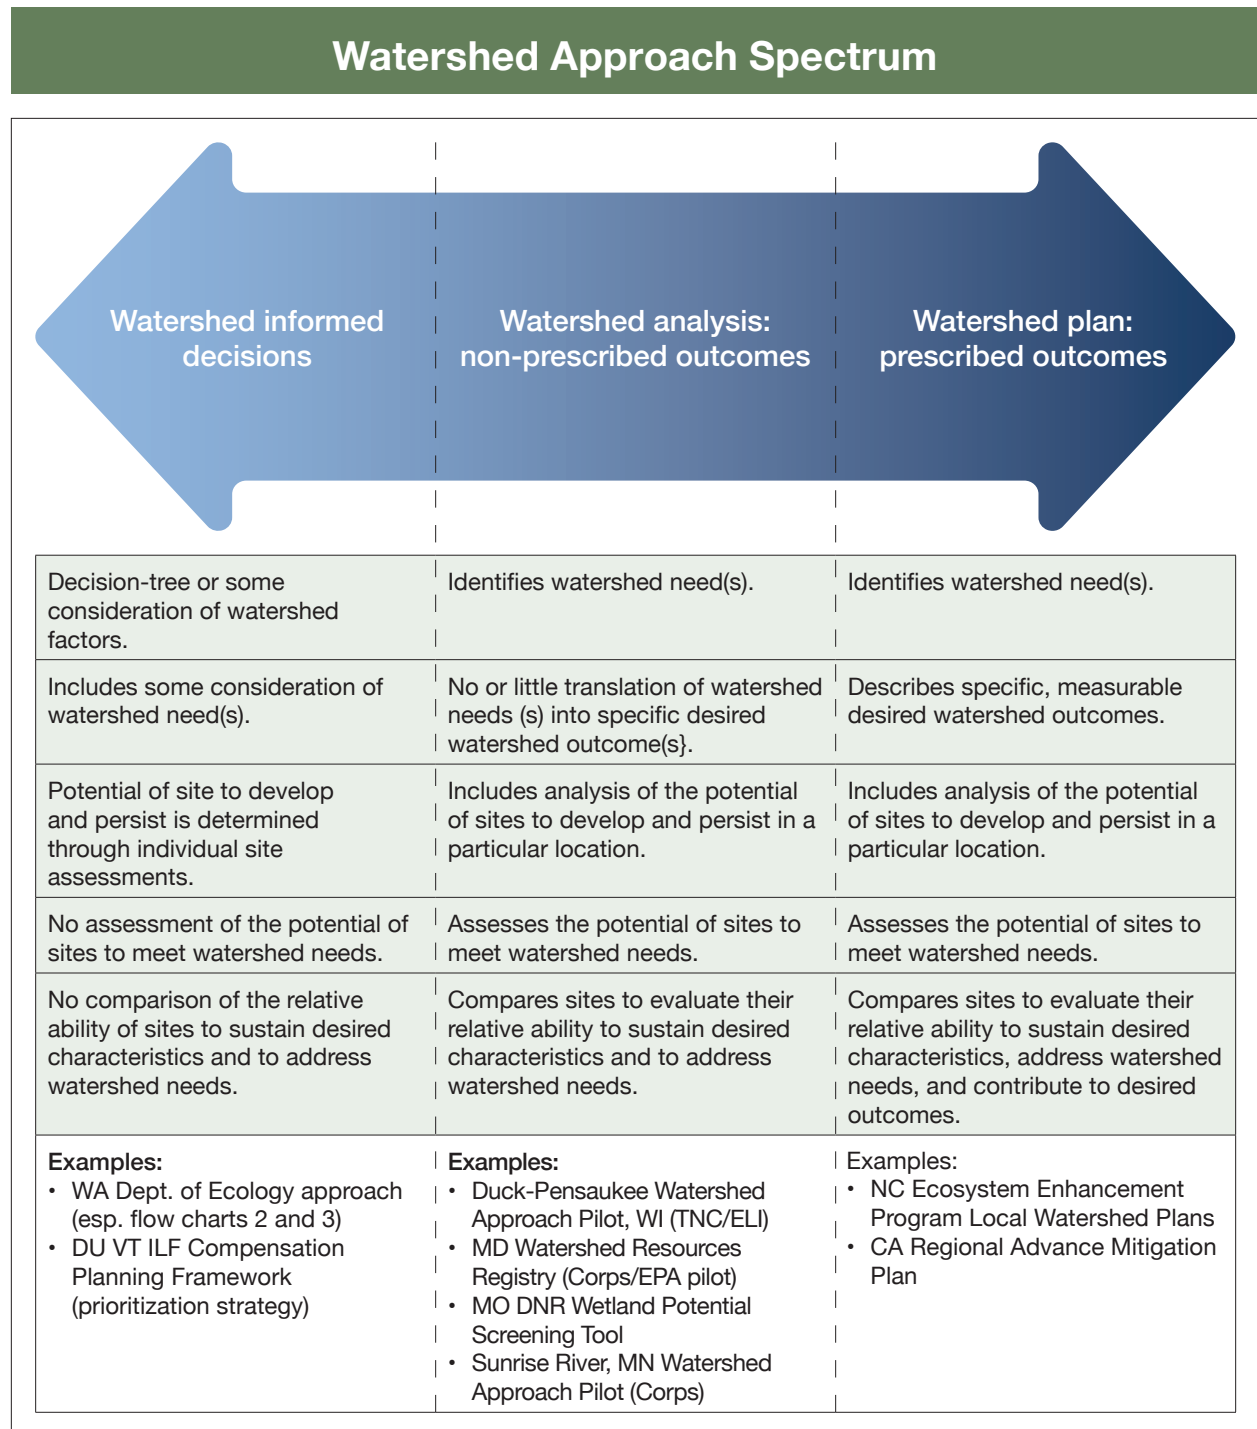 Watershed Approach Spectrum
Watershed informed
decisions
Watershed analysis:
non-prescribed outcomes
Watershed plan:
prescribed outcomes
Decision-tree or some
consideration of watershed
factors.
Identifies watershed need(s).
Identifies watershed need(s).
Includes some consideration of
watershed need(s).
No or little translation of watershed
needs (s) into specific desired
watershed outcome(s}.
Describes specific, measurable
desired watershed outcomes.
Potential of site to develop
and persist is determined
through individual site
assessments.
Includes analysis of the potential
of sites to develop and persist in a
particular location.
Includes analysis of the potential
of sites to develop and persist in a
particular location.
No assessment of the potential of
sites to meet watershed needs.
Assesses the potential of sites to
meet watershed needs.
Assesses the potential of sites to
meet watershed needs.
No comparison of the relative
ability of sites to sustain desired
characteristics and to address
watershed needs.
Compares sites to evaluate their
relative ability to sustain desired
characteristics and to address
watershed needs.
Compares sites to evaluate their
relative ability to sustain desired
characteristics, address watershed
needs, and contribute to desired
outcomes.
Examples:
• WA Dept. of Ecology approach
(esp. flow charts 2 and 3)
• DU VT ILF Compensation
Planning Framework
(prioritization strategy)
Examples:
• Duck-Pensaukee Watershed
Approach Pilot, WI (TNC/ELI)
• MD Watershed Resources
Registry (Corps/EPA pilot)
• MO DNR Wetland Potential
Screening Tool
• Sunrise River, MN Watershed
Approach Pilot (Corps)
Examples:
• NC Ecosystem Enhancement
Program Local Watershed Plans
• CA Regional Advance Mitigation
Plan